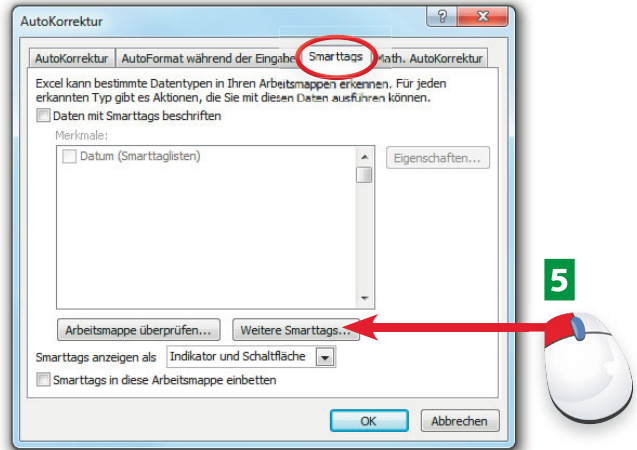 AutoKorrektur
?
AutoKorrektur AutoFormat während der Eingabe Smarttags Math. AutoKorrektur
Excel kann bestimmte Datentypen in Ihren Arbeitsmappen erkennen. Für jeden
erkannten Typ gibt es Aktionen, die Sie mit diesen Daten ausführen können.
Daten mit Smarttags beschriften
Merkmale:
Datum (Smarttaglisten) Eigenschaften...
5
Arbeitsmappe überprüfen... Weitere Smarttags...
Smarttags anzeigen als Indikator und Schaltfläche
Smarttags in diese Arbeitsmappe einbetten
OK Abbrechen